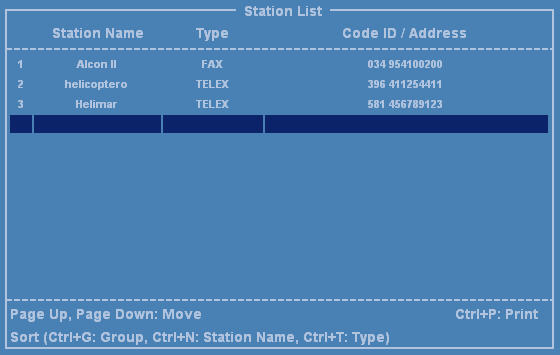 Station List
Station Name Type Code ID / Address
1 Alcon II FAX 034 954100200
2 helicoptero TELEX 396 411254411
3 Helimar TELEX 581 456789123
Page Up, Page Down: Move Ctrl+P: Print
Sort (Ctrl+G: Group, Ctrl+N: Station Name, Ctrl+T: Type)